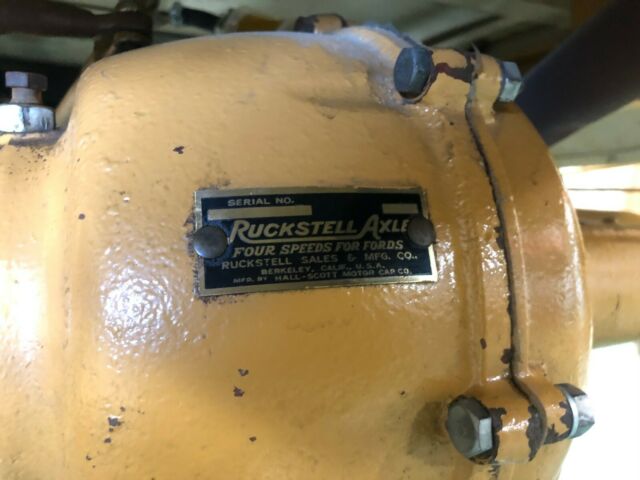 SERIAL NO.
RUCKSTELL AXLE
FOUR SPEEDS FOR FORDS
RUCKSTELL SALES & MFG. CO.,
BERKELEY, CALIF., U.S.A.
MFD. BY HALL-SCOTT MOTOR CAR CO.